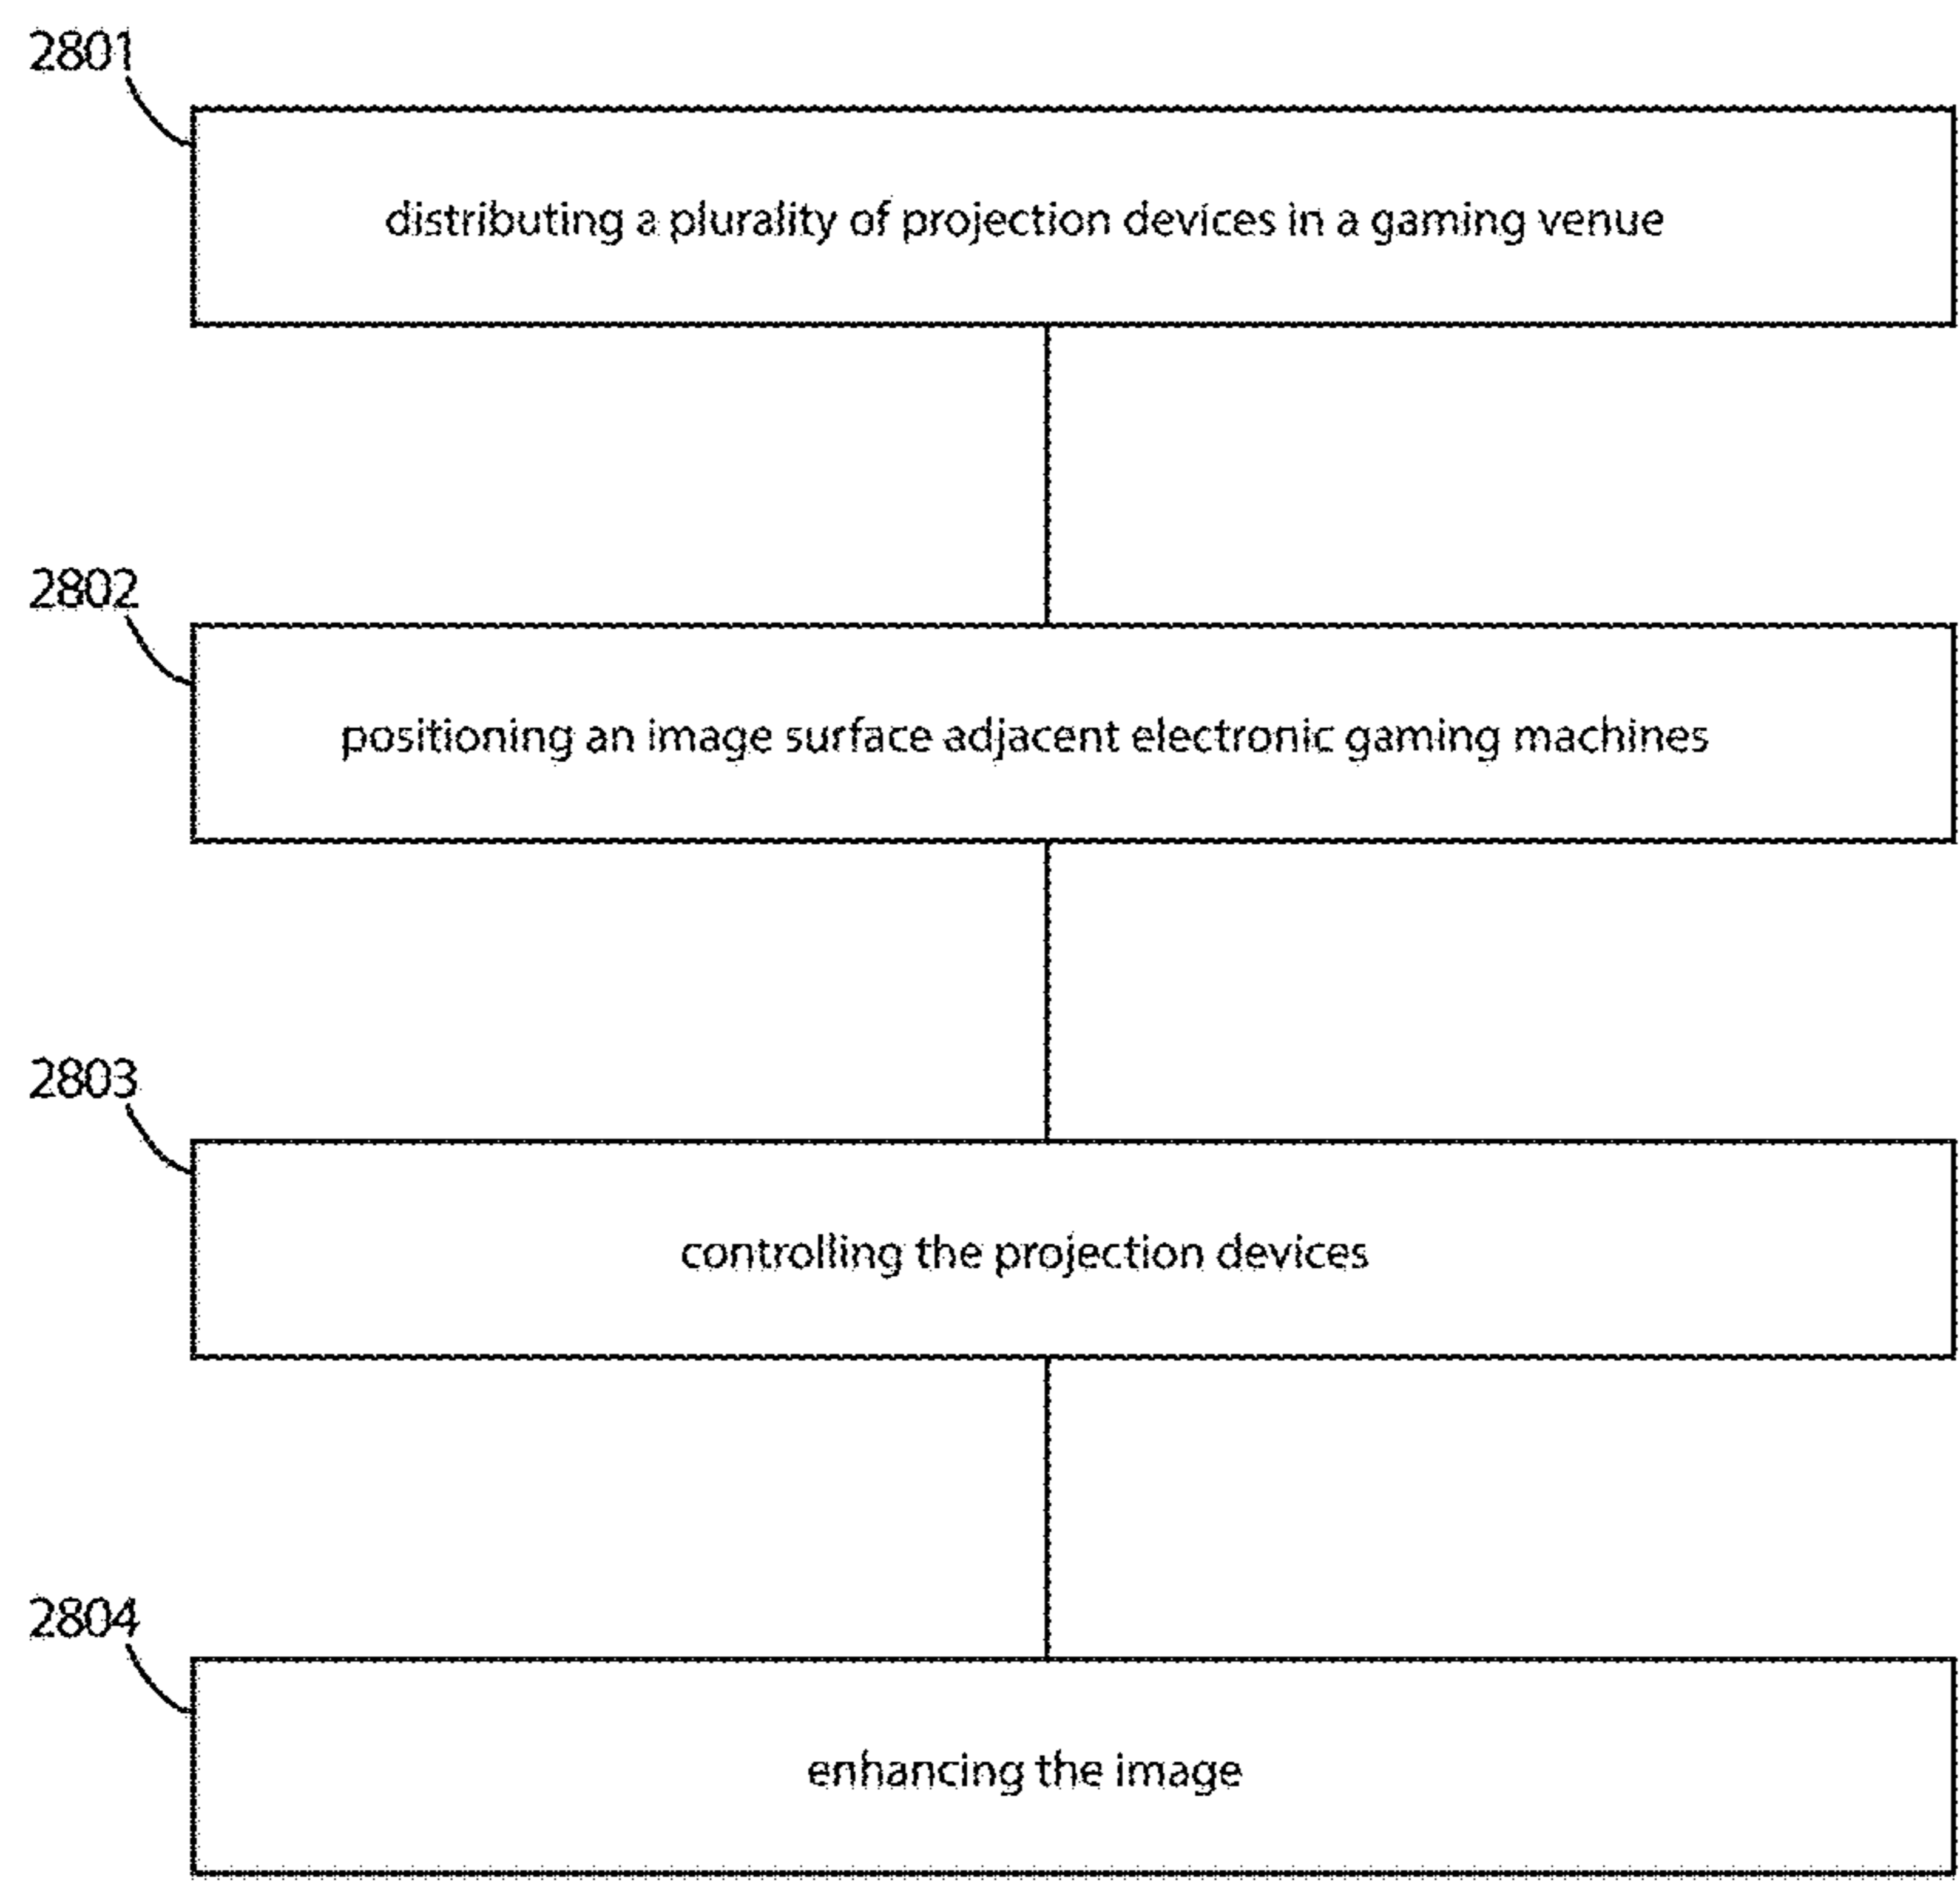 2801
distributing a plurality of projection devices in a gaming venue
2802
positioning an image surface adjacent electronic gaming machines
2803
controlling the projection devices
2804
enhancing the image